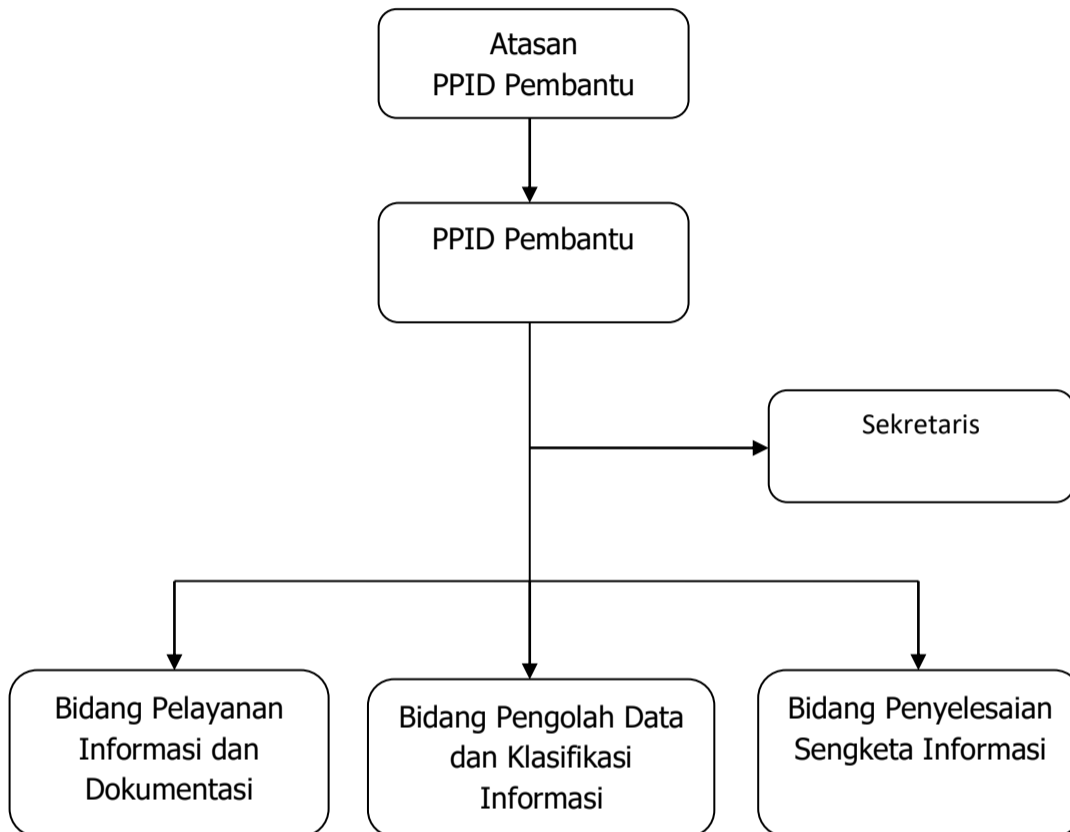 Atasan
PPID Pembantu
PPID Pembantu
Sekretaris
Bidang Pelayanan
Informasi dan
Dokumentasi
Bidang Pengolah Data
dan Klasifikasi
Informasi
Bidang Penyelesaian
Sengketa Informasi